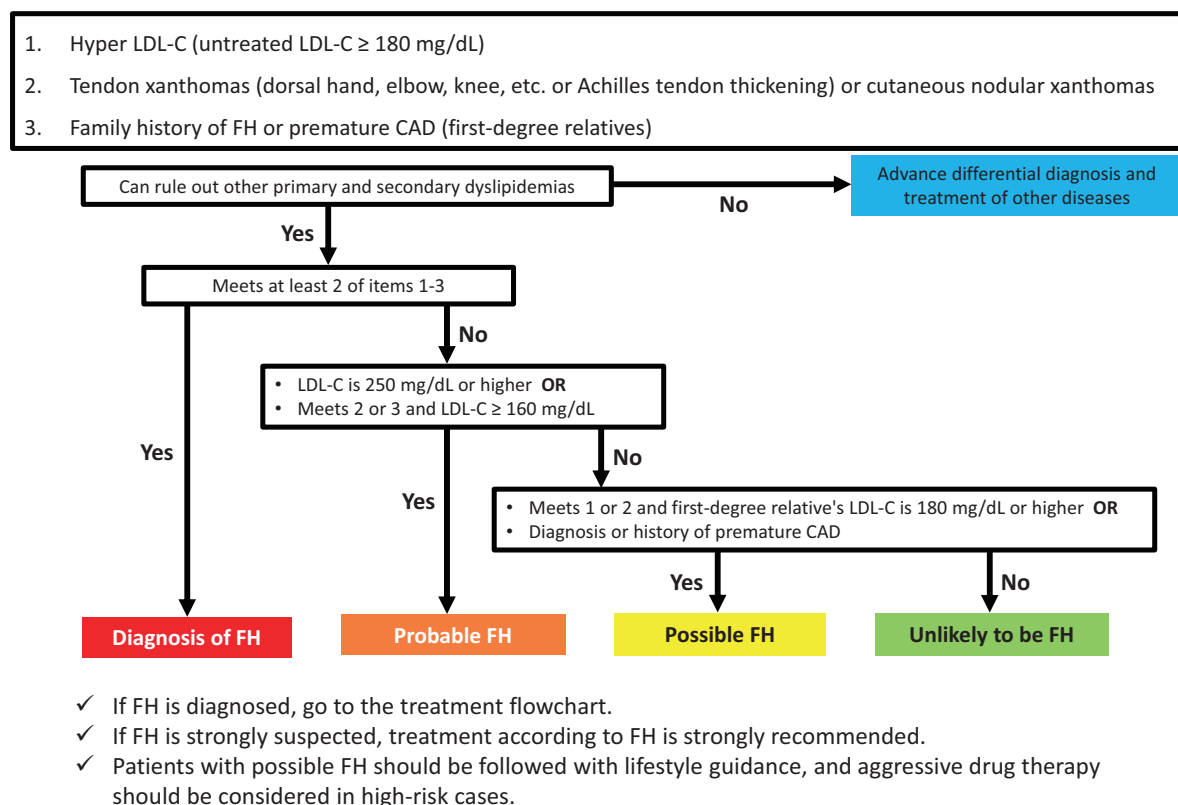 1. Hyper LDL-C (untreated LDL-C ≥ 180 mg/dL)
2. Tendon xanthomas (dorsal hand, elbow, knee, etc. or Achilles tendon thickening) or cutaneous nodular xanthomas
3. Family history of FH or premature CAD (first-degree relatives)
Can rule out other primary and secondary dyslipidemias
No
Advance differential diagnosis and
treatment of other diseases
Yes
Meets at least 2 of items 1-3
No
• LDL-C is 250 mg/dL or higher OR
• Meets 2 or 3 and LDL-C ≥ 160 mg/dL
Yes
No
Yes
• Meets 1 or 2 and first-degree relative's LDL-C is 180 mg/dL or higher OR
• Diagnosis or history of premature CAD
Yes
No
Diagnosis of FH
Probable FH
Possible FH
Unlikely to be FH
✓ If FH is diagnosed, go to the treatment flowchart.
✓ If FH is strongly suspected, treatment according to FH is strongly recommended.
✓ Patients with possible FH should be followed with lifestyle guidance, and aggressive drug therapy
should be considered in high-risk cases.